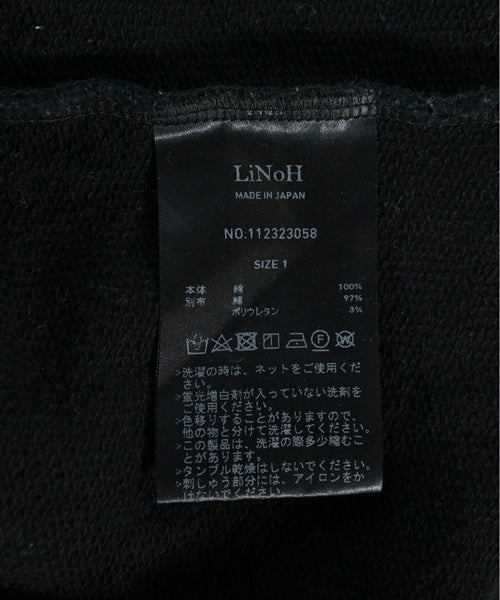 LiNoH
MADE IN JAPAN
NO.112323058
SIZE 1
本体 綿 100%
別布 綿 97%
ポリウレタン 3%
>洗濯の時は、ネットをご使用くだ
さい。
>蛍光増白剤が入っていない洗剤を
ご使用ください。
>色移りすることがありますので、
他の物と分けて洗濯してください。
>この製品は、洗濯の際多少縮むこ
とがあります。
>タンブル乾燥はしないでください。
>刺しゅう部分には、アイロンをか
けないでください。